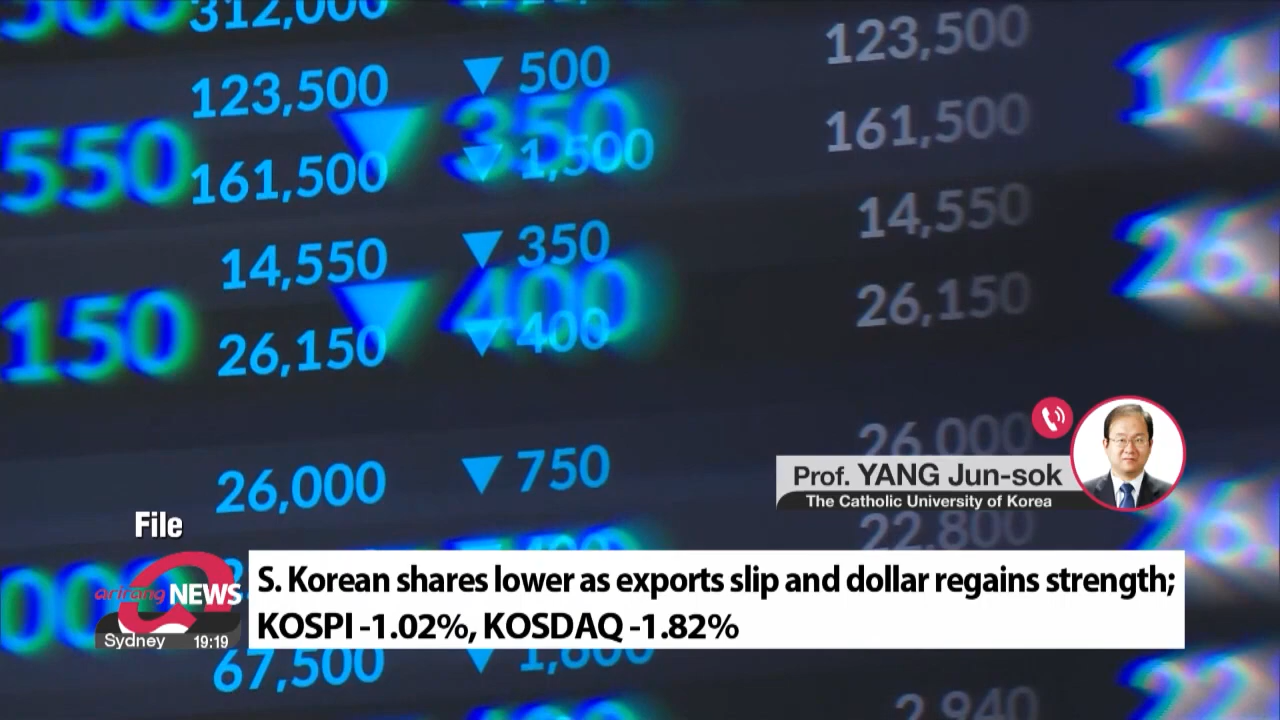 312,000
123,500 ▼ 500 123,500
550 ▼ 350
161,500 ▼ 1,500 161,500
14,550 ▼ 350 14,550
150 ▼ 400
26,150 ▼ 400 26,150
26,000 ▼ 750 26,000
22,800
Prof. YANG Jun-sok
The Catholic University of Korea
File
arirang NEWS
Sydney 19:19
S. Korean shares lower as exports slip and dollar regains strength;
KOSPI -1.02%, KOSDAQ -1.82%
67,500
2,940